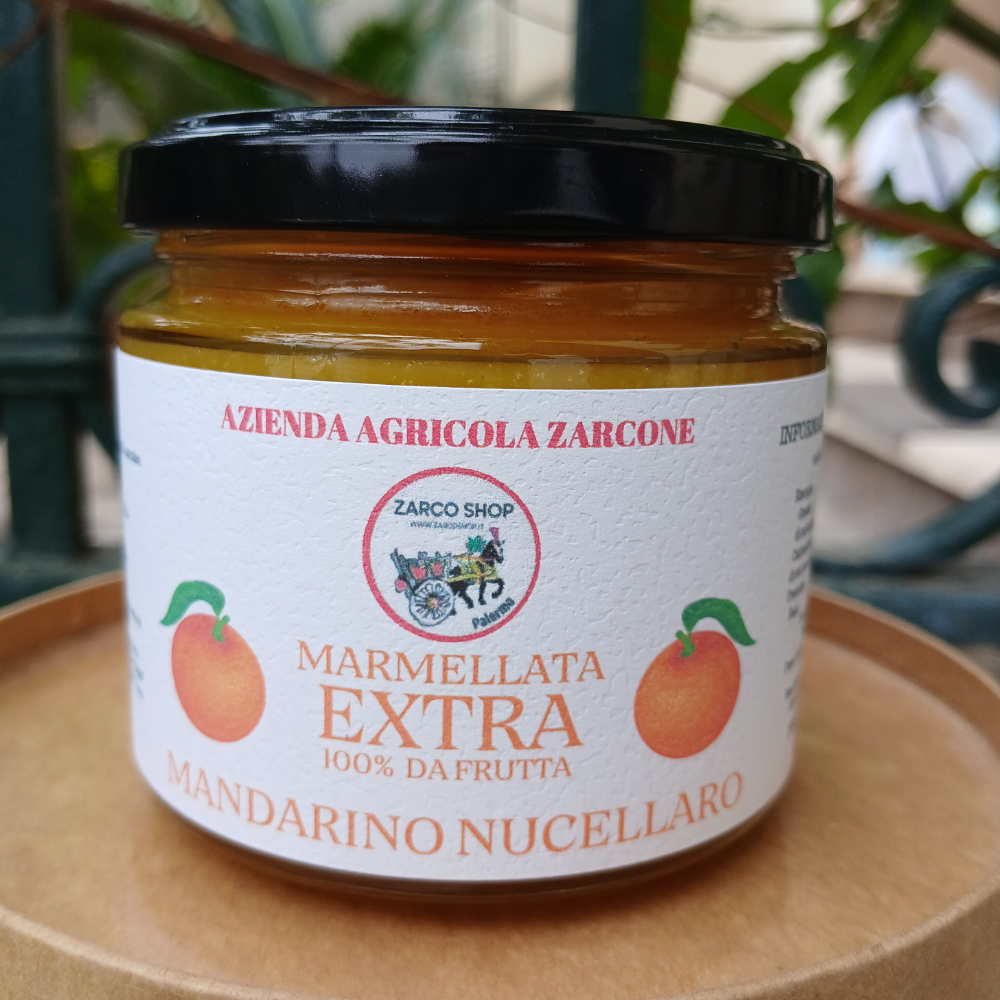 AZIENDA AGRICOLA ZARCONE
ZARCO SHOP
Palermo
MARMELLATA
EXTRA
100% DA FRUTTA
MANDARINO NUCELLARO